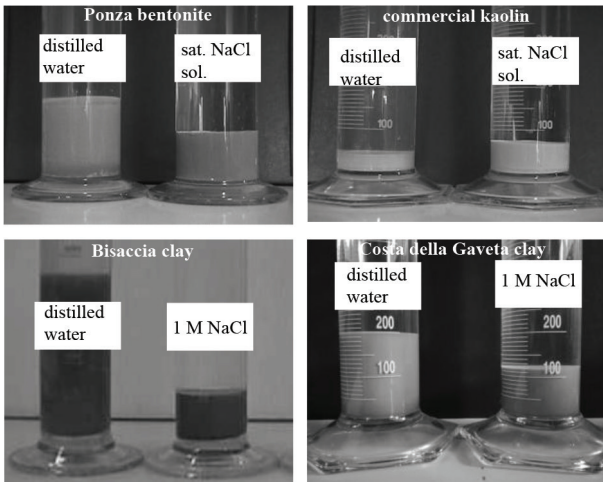 Ponza bentonite
distilled
water
sat. NaCl
sol.
commercial kaolin
distilled
water
sat. NaCl
sol.
100
100
Bisaccia clay
distilled
water
1 M NaCl
Costa della Gaveta clay
distilled
water
1 M NaCl
200
100
200
100